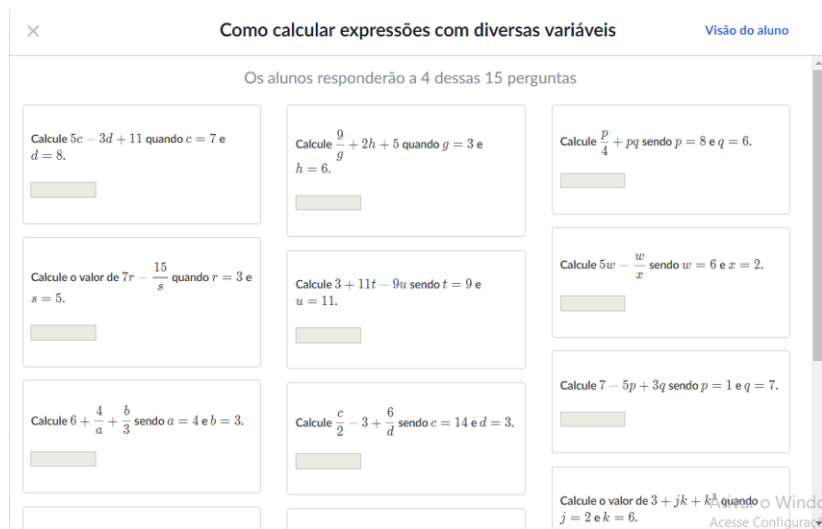 × Como calcular expressões com diversas variáveis Visão do aluno
Os alunos responderão a 4 dessas 15 perguntas
Calcule 5c − 3d + 11 quando c = 7 e
d = 8.
Calcule o valor de 7r − 15/s quando r = 3 e
s = 5.
Calcule 6 + 4/a + b/3 sendo a = 4 e b = 3.
Calcule 9/g + 2h + 5 quando g = 3 e
h = 6.
Calcule 3 + 11t − 9u sendo t = 9 e
u = 11.
Calcule c/2 − 3 + 6/d sendo c = 14 e d = 3.
Calcule p/4 + pq sendo p = 8 e q = 6.
Calcule 5w − w/x sendo w = 6 e x = 2.
Calcule 7 − 5p + 3q sendo p = 1 e q = 7.
Calcule o valor de 3 + jk + quando
j = 2 e k = 6.
o Windo
Acesse Configuraç